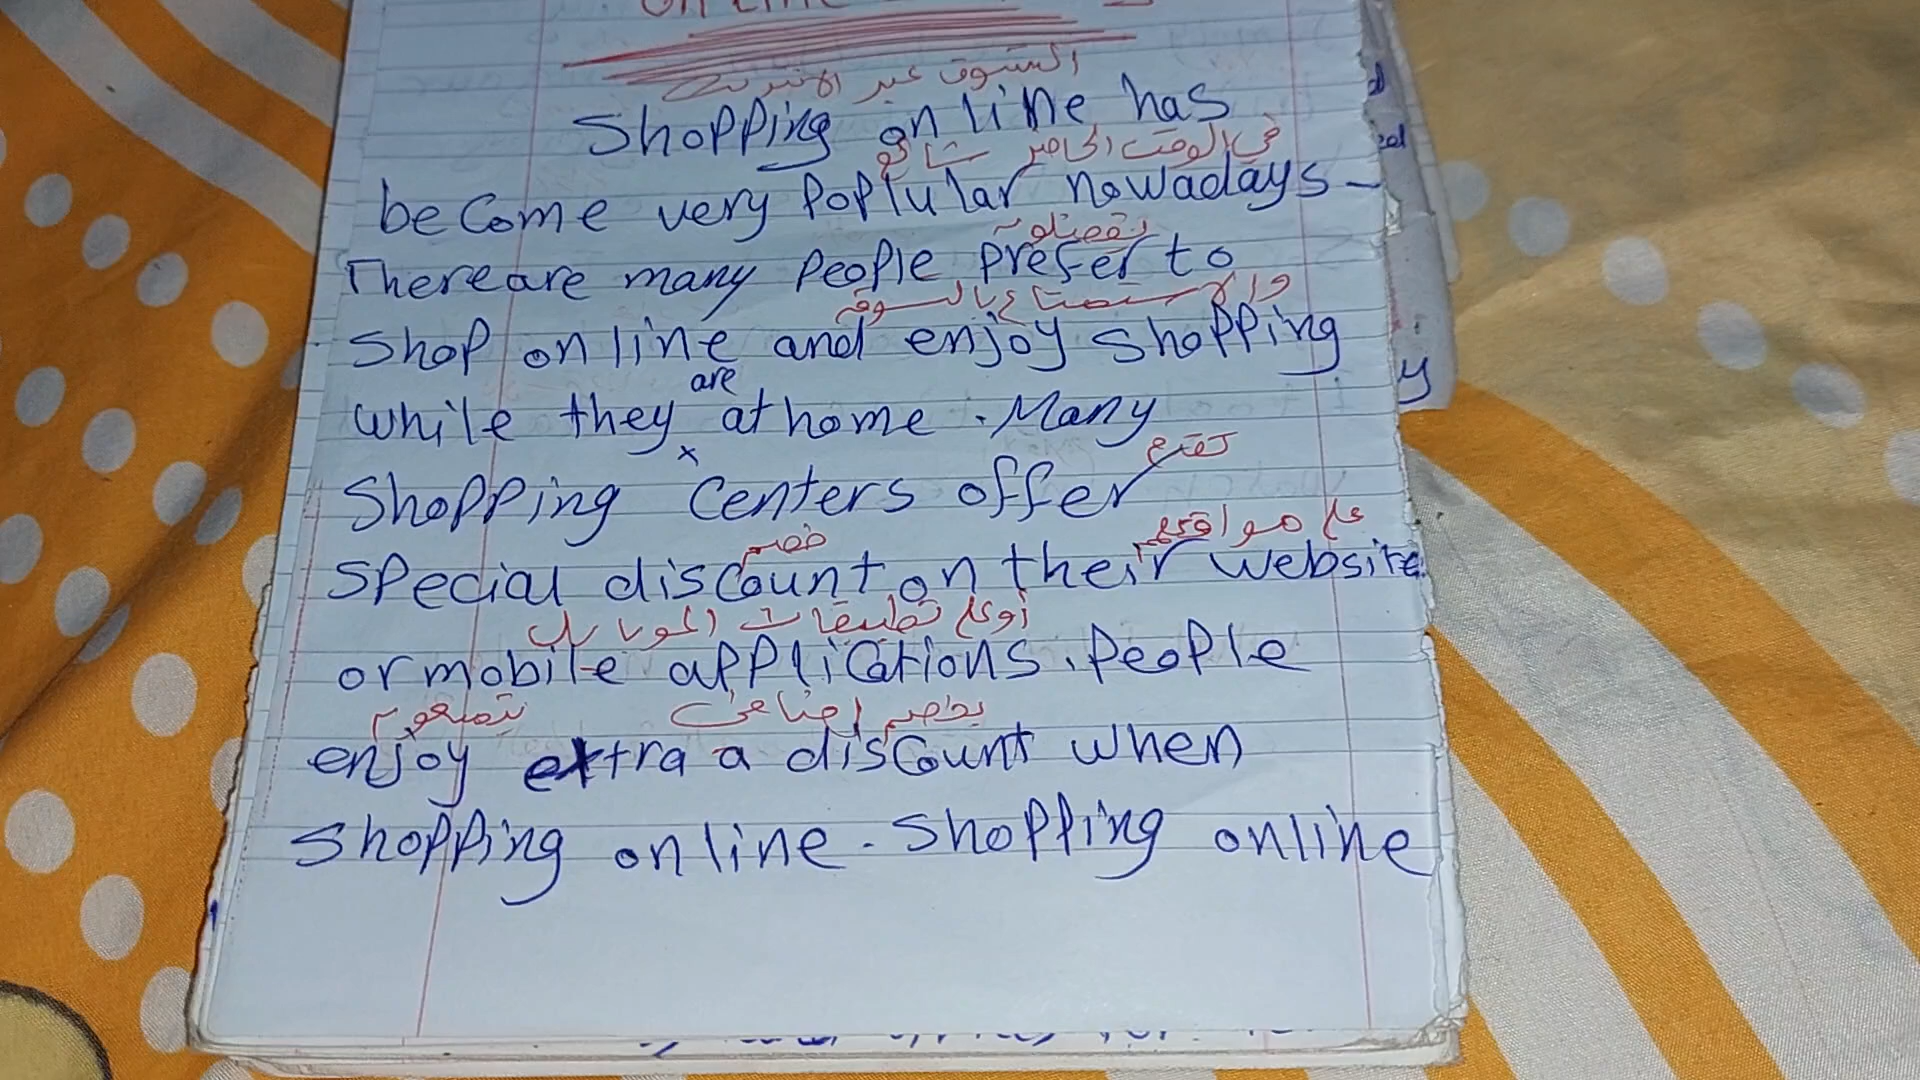 on line
التسوق عبر الانترنت
Shopping on line has
في الوقت الحاضر شائع
become very Poplular nowadays -
يفضلون
There are many People Prefer to
والاستمتاع بالتسوق
Shop on line and enjoy shopping
are
while they x at home. Many
تقدم
Shopping Centers offer
على مواقعهم
خصم
Special discount on their website
أو على تطبيقات الموبايل
or mobile applications. People
يتمتعون بخصم إضافي
enjoy extra a discount when
Shopping online. Shopping online
y